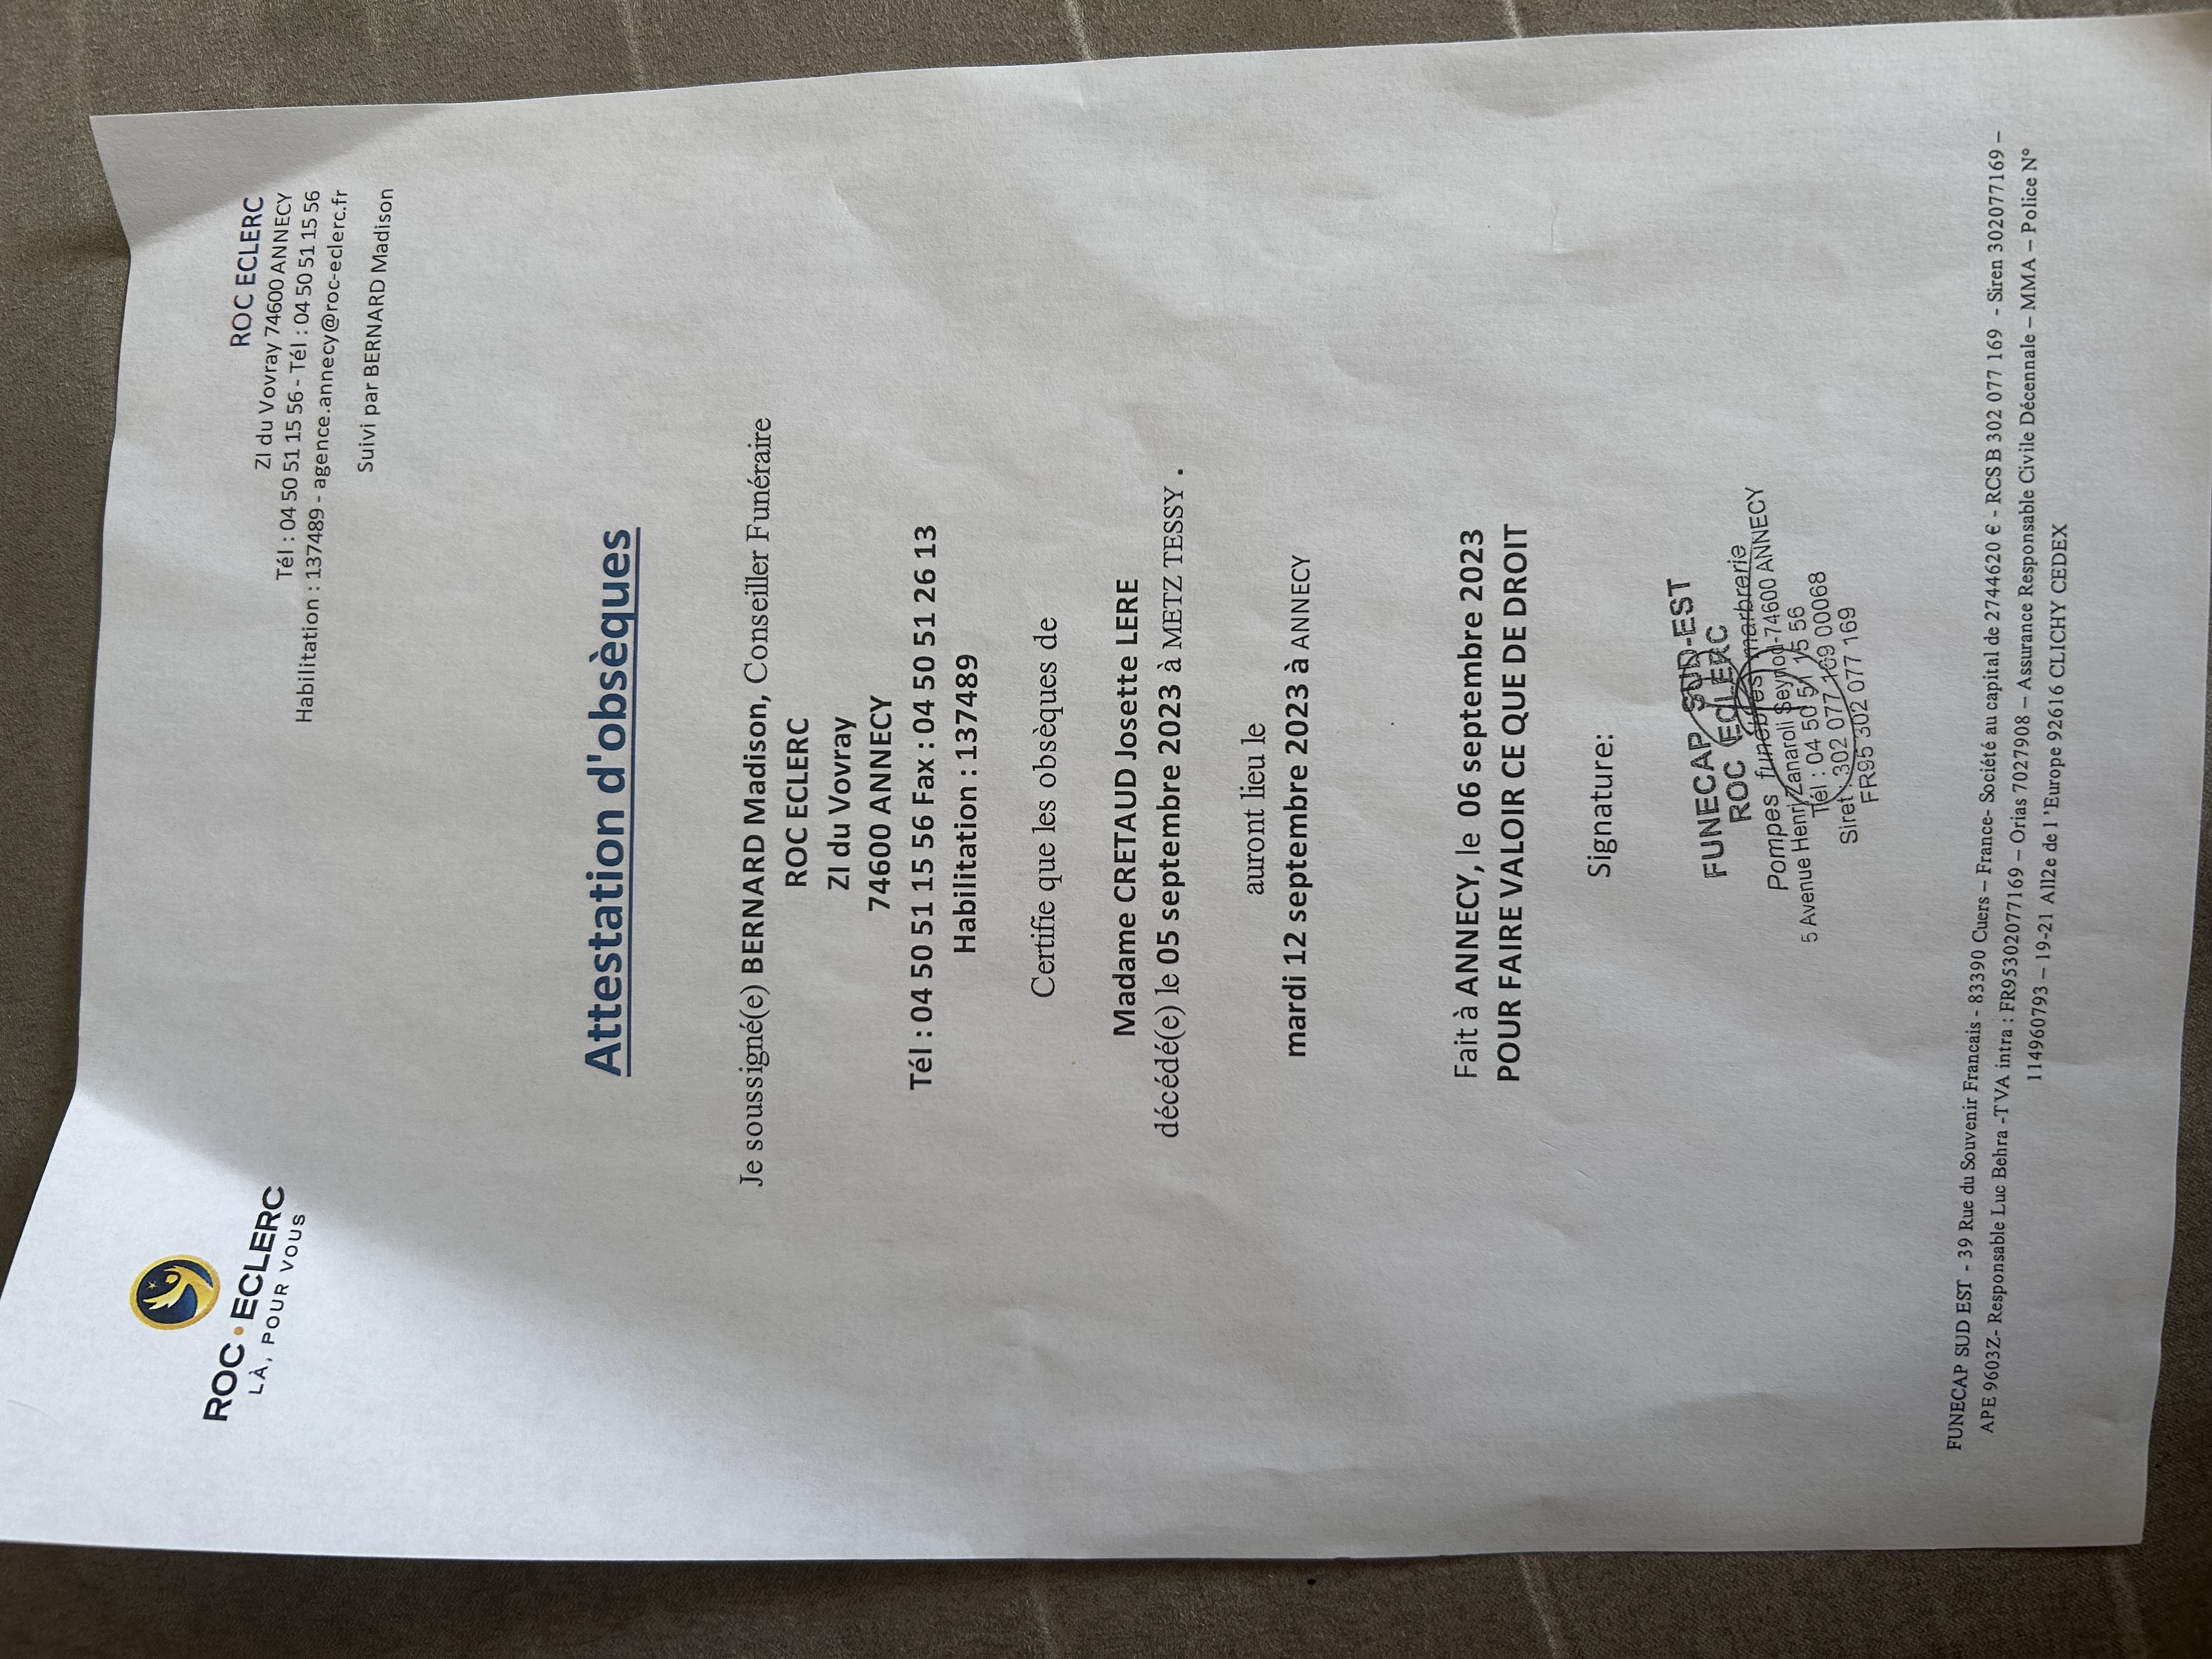 ROC • ECLERC
LÀ, POUR VOUS
ROC ECLERC
ZI du Vovray 74600 ANNECY
Tél : 04 50 51 15 56 - Tél : 04 50 51 15 56
Habilitation : 137489 - agence.annecy@roc-eclerc.fr
Suivi par BERNARD Madison
Attestation d'obsèques
Je soussigné(e) BERNARD Madison, Conseiller Funéraire
ROC ECLERC
ZI du Vovray
74600 ANNECY
Tél : 04 50 51 15 56 Fax : 04 50 51 26 13
Habilitation : 137489
Certifie que les obsèques de
Madame CRETAUD Josette LERE
décédé(e) le 05 septembre 2023 à METZ TESSY .
auront lieu le
mardi 12 septembre 2023 à ANNECY
Fait à ANNECY, le 06 septembre 2023
POUR FAIRE VALOIR CE QUE DE DROIT
Signature:
FUNECAP SUD-EST
ROC ECLERC
Pompes funèbres marbrerie
5 Avenue Henri Zanaroli Seynod-74600 ANNECY
Tél : 04 50 51 15 56
Siret : 302 077 169 00068
FR95 302 077 169
FUNECAP SUD EST - 39 Rue du Souvenir Francais - 83390 Cuers – France- Société au capital de 2744620 € - RCS B 302 077 169 - Siren 302077169 –
APE 9603Z- Responsable Luc Behra -TVA intra : FR95302077169 – Orias 7027908 – Assurance Responsable Civile Décennale – MMA – Police N°
114960793 – 19-21 All2e de l ’Europe 92616 CLICHY CEDEX